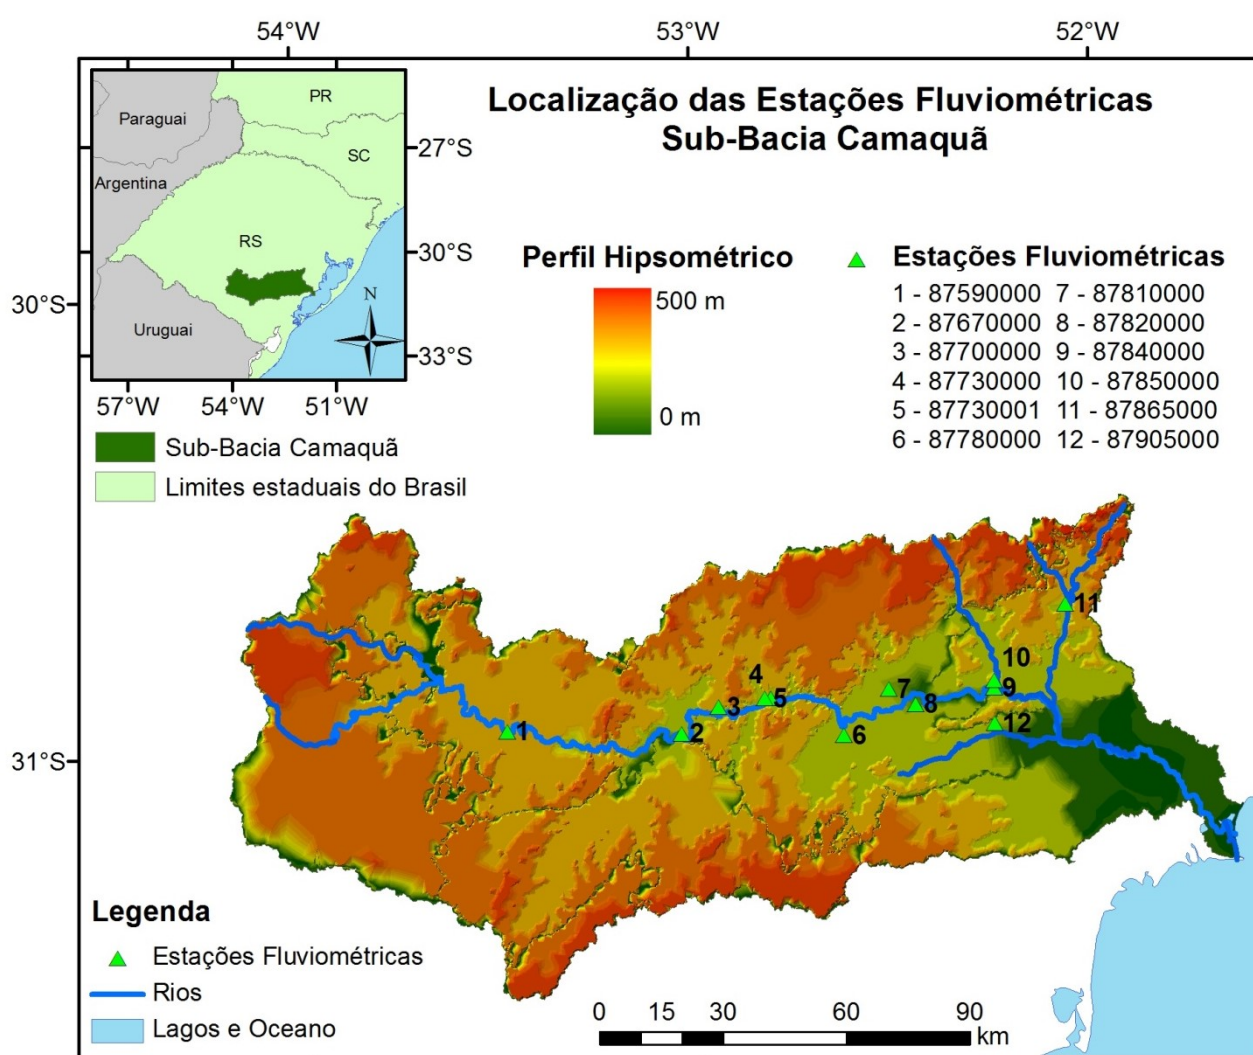 54°W 53°W 52°W
Localização das Estações Fluviométricas
Sub-Bacia Camaquã
PR
Paraguai
SC
27°S
Argentina
RS
30°S
Uruguai
N
33°S
57°W 54°W 51°W
30°S
31°S
Sub-Bacia Camaquã
Limites estaduais do Brasil
Perfil Hipsométrico
500 m
0 m
Estações Fluviométricas
1 - 87590000 7 - 87810000
2 - 87670000 8 - 87820000
3 - 87700000 9 - 87840000
4 - 87730000 10 - 87850000
5 - 87730001 11 - 87865000
6 - 87780000 12 - 87905000
11
10
4
7
9
5
3
8
12
1
2
6
Legenda
Estações Fluviométricas
Rios
Lagos e Oceano
0 15 30 60 90
km